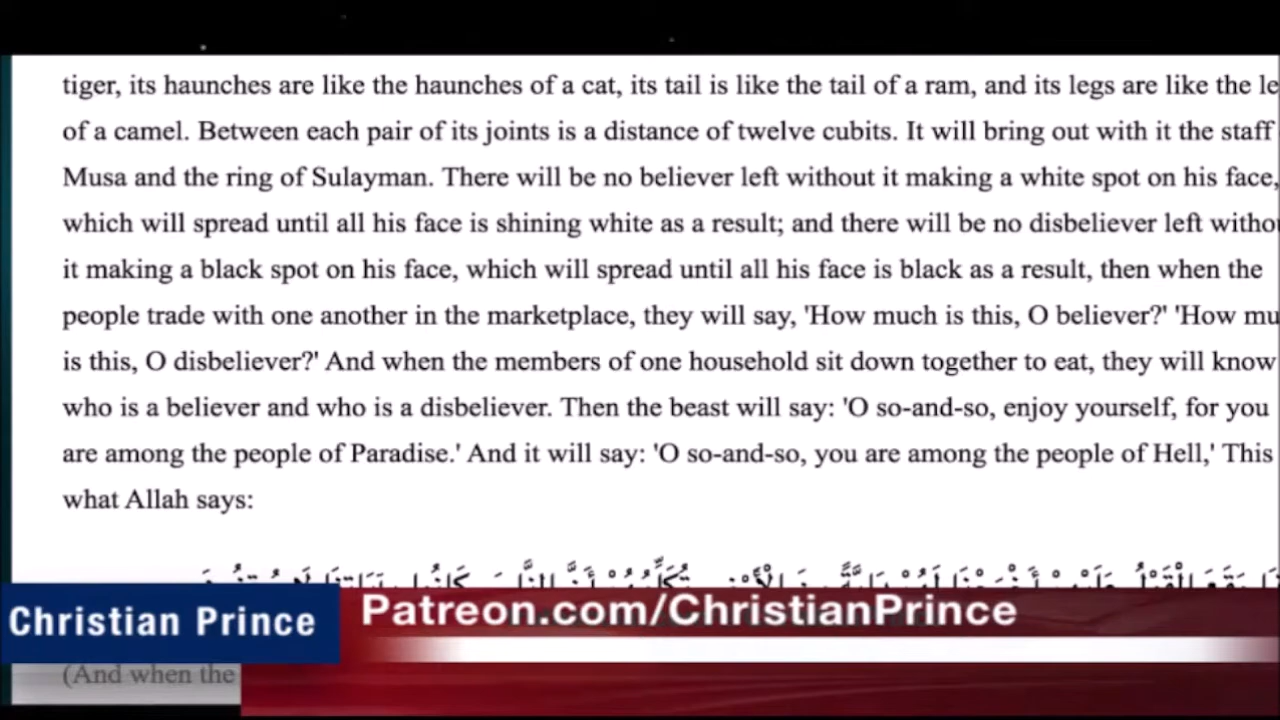 tiger, its haunches are like the haunches of a cat, its tail is like the tail of a ram, and its legs are like the le
of a camel. Between each pair of its joints is a distance of twelve cubits. It will bring out with it the staff
Musa and the ring of Sulayman. There will be no believer left without it making a white spot on his face,
which will spread until all his face is shining white as a result; and there will be no disbeliever left witho
it making a black spot on his face, which will spread until all his face is black as a result, then when the
people trade with one another in the marketplace, they will say, 'How much is this, O believer?' 'How mu
is this, O disbeliever?' And when the members of one household sit down together to eat, they will know
who is a believer and who is a disbeliever. Then the beast will say: 'O so-and-so, enjoy yourself, for you
are among the people of Paradise.' And it will say: 'O so-and-so, you are among the people of Hell,' This
what Allah says:
Christian Prince
Patreon.com/ChristianPrince
(And when the